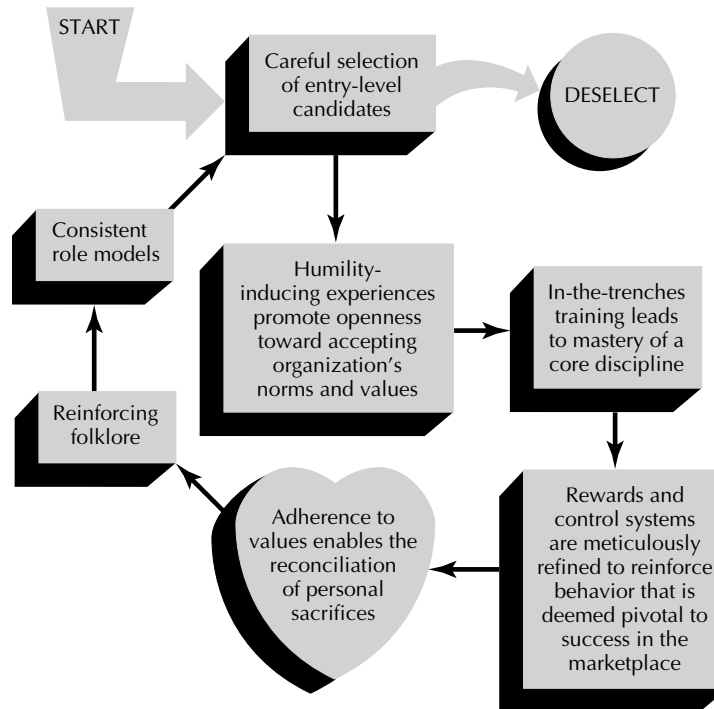 START
Careful selection
of entry-level
candidates
DESELECT
Consistent
role models
Humility-
inducing experiences
promote openness
toward accepting
organization's
norms and values
In-the-trenches
training leads
to mastery of a
core discipline
Reinforcing
folklore
Adherence to
values enables the
reconciliation
of personal
sacrifices
Rewards and
control systems
are meticulously
refined to reinforce
behavior that is
deemed pivotal to
success in the
marketplace